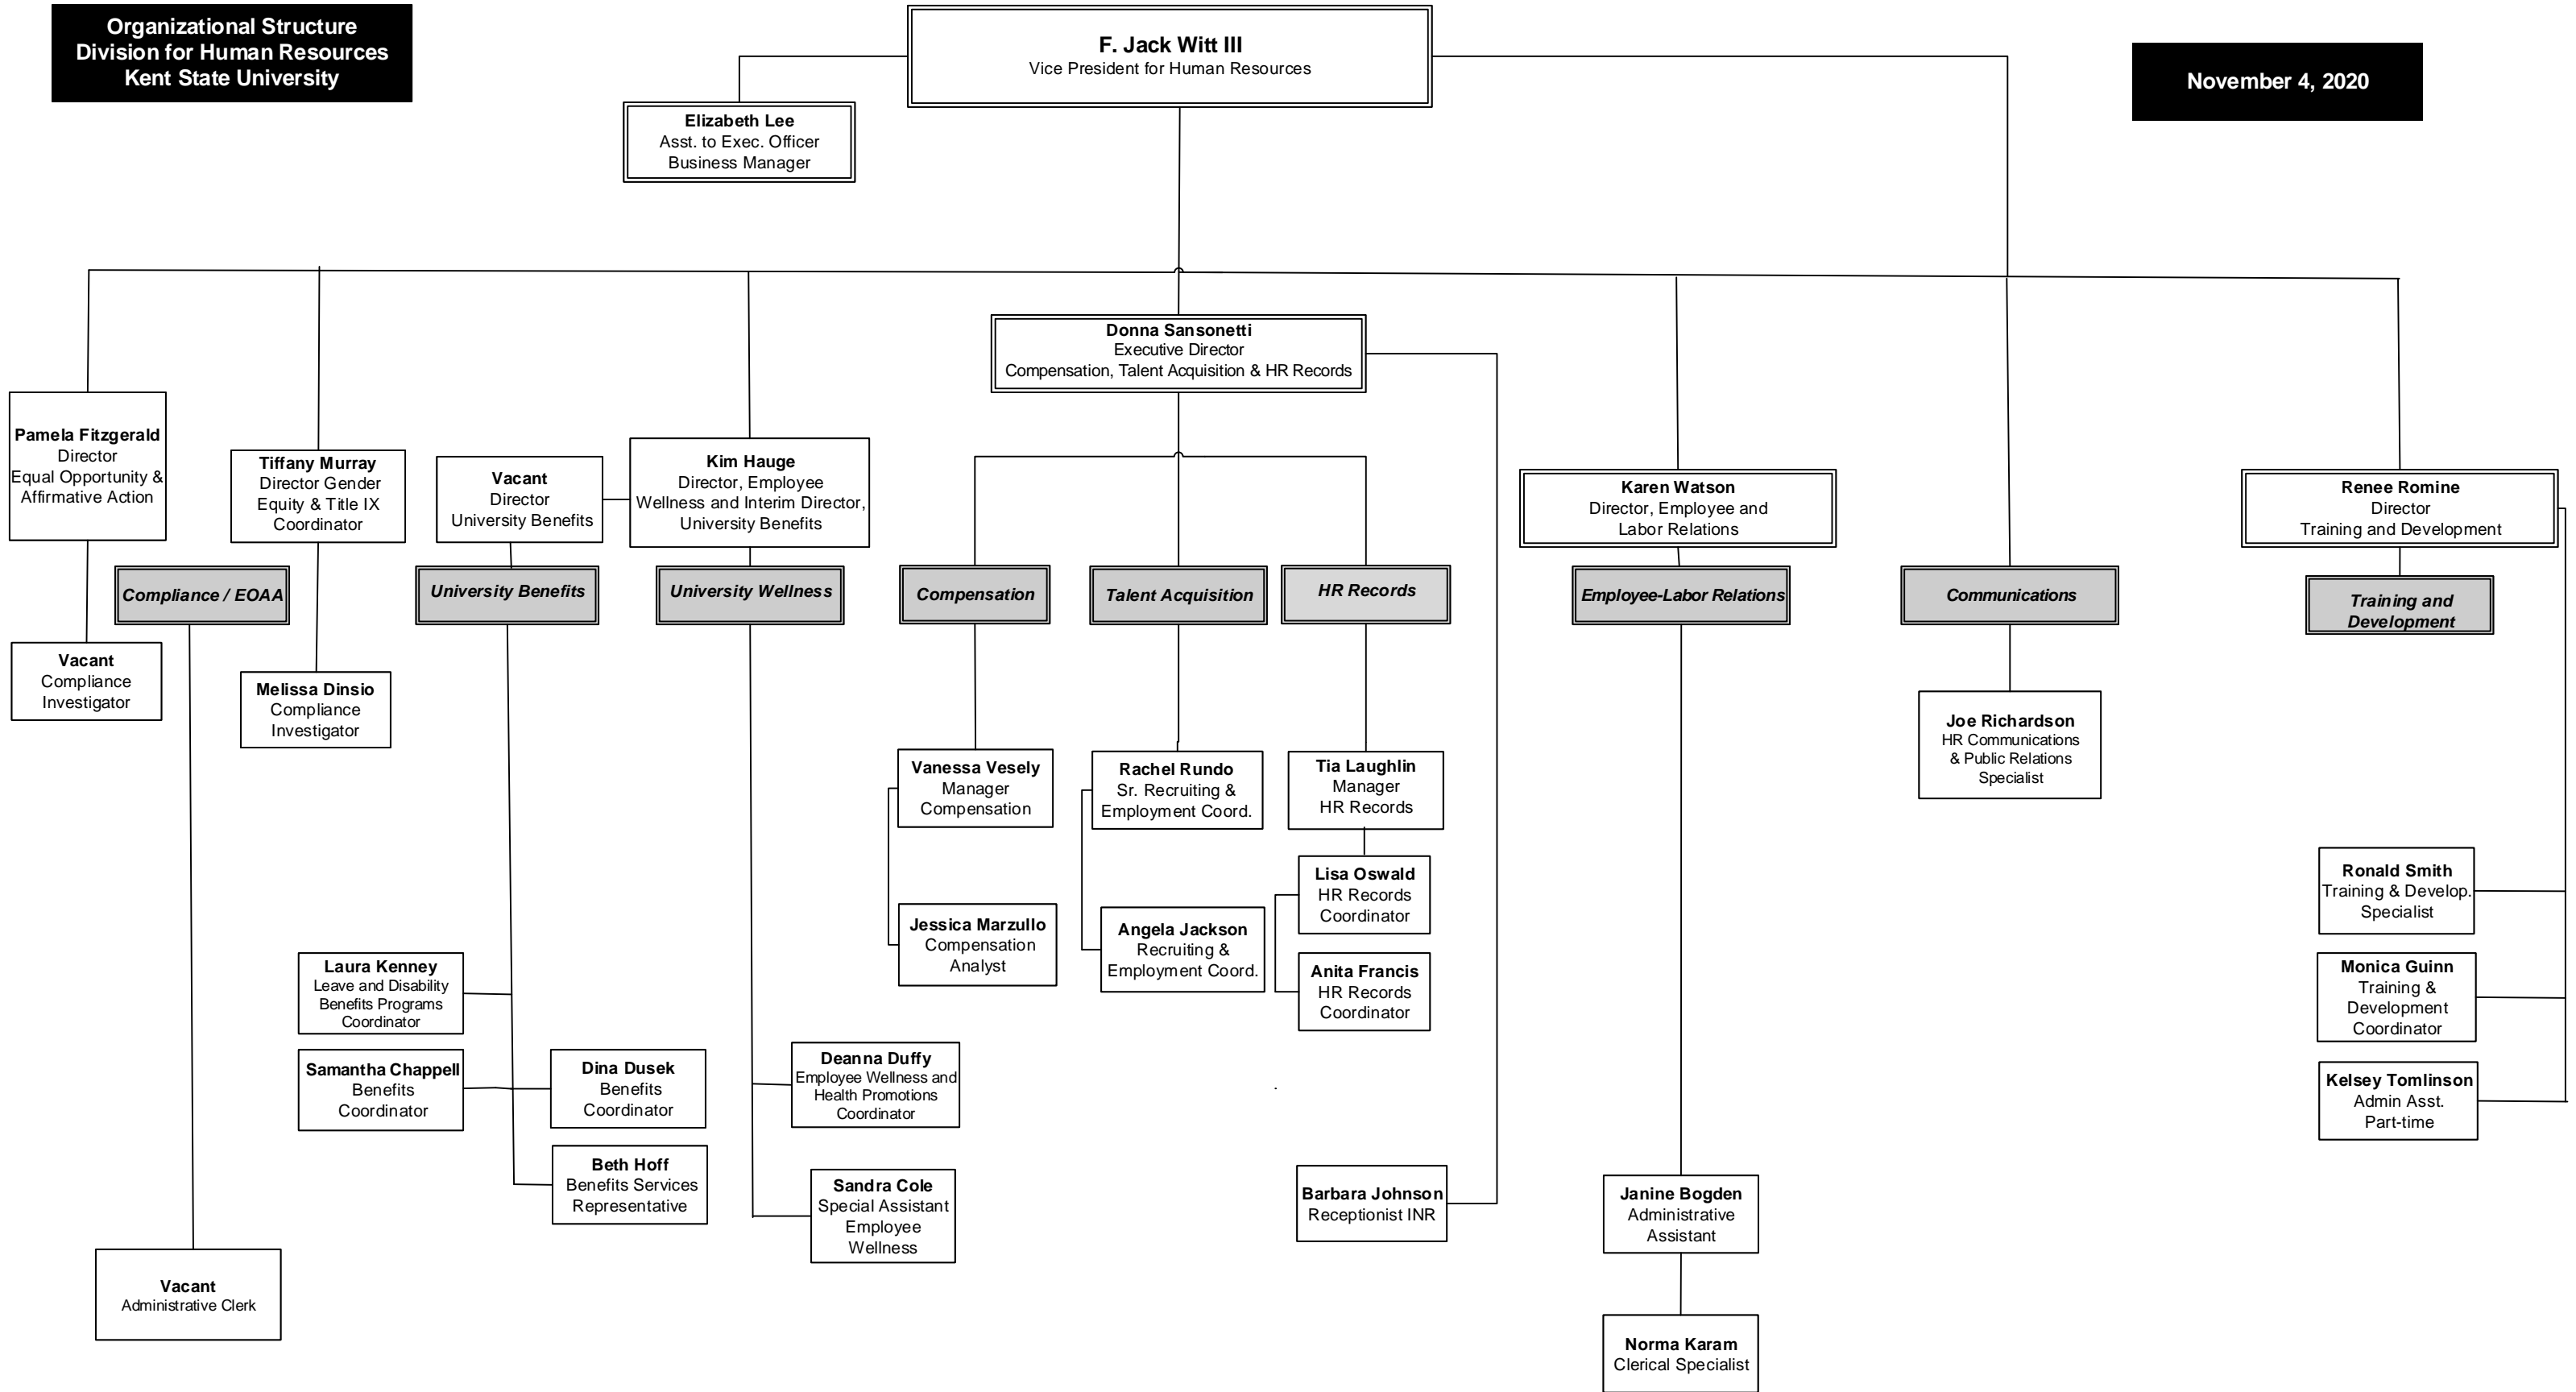 Organizational Structure
Division for Human Resources
Kent State University
F. Jack Witt III
Vice President for Human Resources
November 4, 2020
Elizabeth Lee
Asst. to Exec. Officer
Business Manager
Donna Sansonetti
Executive Director
Compensation, Talent Acquisition & HR Records
Pamela Fitzgerald
Director
Equal Opportunity &
Affirmative Action
Tiffany Murray
Director Gender
Equity & Title IX
Coordinator
Vacant
Director
University Benefits
Kim Hauge
Director, Employee
Wellness and Interim Director,
University Benefits
Karen Watson
Director, Employee and
Labor Relations
Renee Romine
Director
Training and Development
Compliance / EOAA
University Benefits
University Wellness
Compensation
Talent Acquisition
HR Records
Employee-Labor Relations
Communications
Training and
Development
Vacant
Compliance
Investigator
Melissa Dinsio
Compliance
Investigator
Joe Richardson
HR Communications
& Public Relations
Specialist
Vanessa Vesely
Manager
Compensation
Rachel Rundo
Sr. Recruiting &
Employment Coord.
Tia Laughlin
Manager
HR Records
Lisa Oswald
HR Records
Coordinator
Ronald Smith
Training & Develop.
Specialist
Jessica Marzullo
Compensation
Analyst
Angela Jackson
Recruiting &
Employment Coord.
Anita Francis
HR Records
Coordinator
Laura Kenney
Leave and Disability
Benefits Programs
Coordinator
Monica Guinn
Training &
Development
Coordinator
Samantha Chappell
Benefits
Coordinator
Dina Dusek
Benefits
Coordinator
Deanna Duffy
Employee Wellness and
Health Promotions
Coordinator
Kelsey Tomlinson
Admin Asst.
Part-time
Beth Hoff
Benefits Services
Representative
Sandra Cole
Special Assistant
Employee
Wellness
Barbara Johnson
Receptionist INR
Janine Bogden
Administrative
Assistant
Vacant
Administrative Clerk
Norma Karam
Clerical Specialist